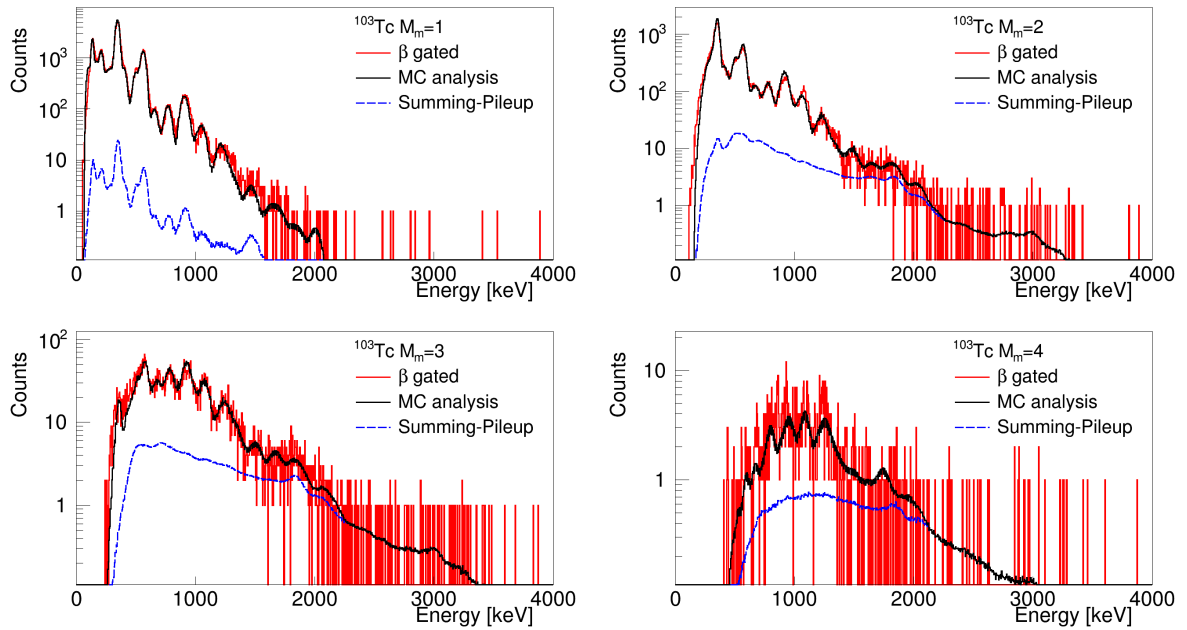 Counts
10³
10²
10
1
0 1000 2000 3000 4000
Energy [keV]
¹⁰³Tc Mₘ=1
β gated
MC analysis
Summing-Pileup
Counts
10³
10²
10
1
0 1000 2000 3000 4000
Energy [keV]
¹⁰³Tc Mₘ=2
β gated
MC analysis
Summing-Pileup
Counts
10²
10
1
0 1000 2000 3000 4000
Energy [keV]
¹⁰³Tc Mₘ=3
β gated
MC analysis
Summing-Pileup
Counts
10
1
0 1000 2000 3000 4000
Energy [keV]
¹⁰³Tc Mₘ=4
β gated
MC analysis
Summing-Pileup